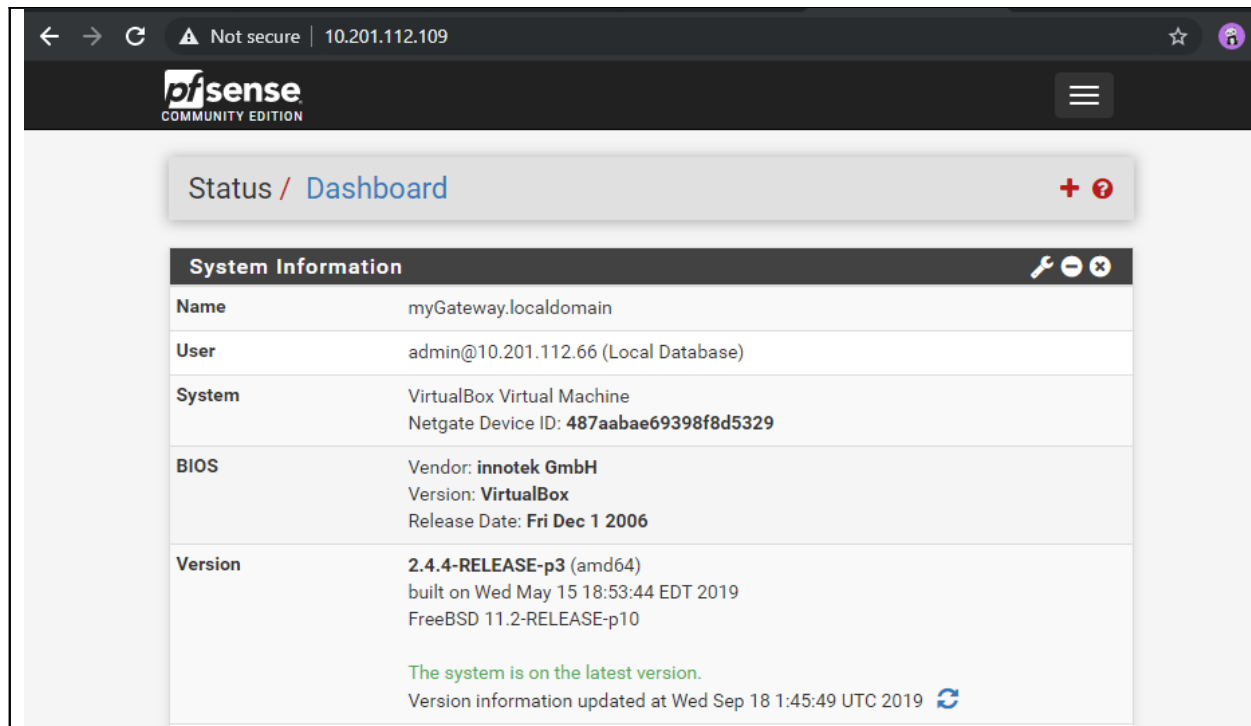 Not secure | 10.201.112.109
pfsense
COMMUNITY EDITION
Status / Dashboard
System Information
Name myGateway.localdomain
User admin@10.201.112.66 (Local Database)
System VirtualBox Virtual Machine
Netgate Device ID: 487aabae69398f8d5329
BIOS Vendor: innotek GmbH
Version: VirtualBox
Release Date: Fri Dec 1 2006
Version 2.4.4-RELEASE-p3 (amd64)
built on Wed May 15 18:53:44 EDT 2019
FreeBSD 11.2-RELEASE-p10
The system is on the latest version.
Version information updated at Wed Sep 18 1:45:49 UTC 2019